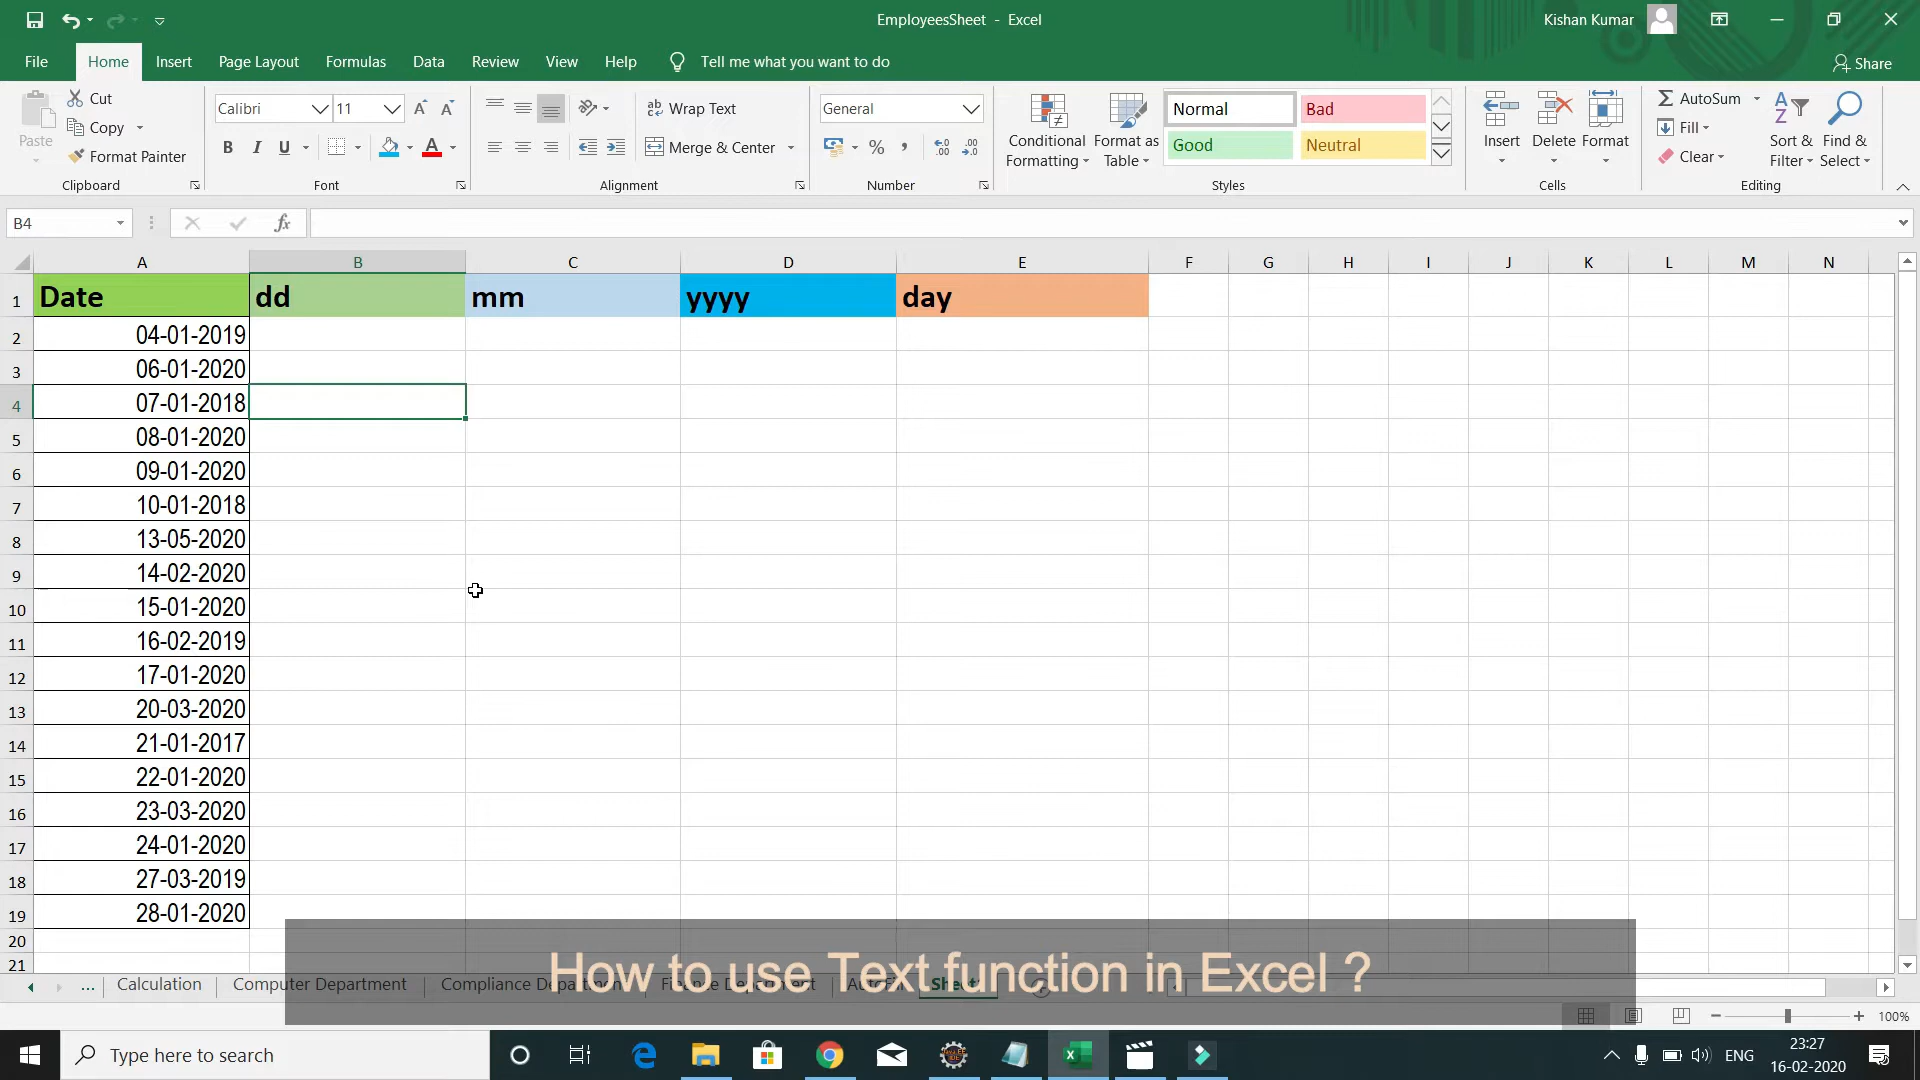 EmployeesSheet - Excel
Kishan Kumar
File Home Insert Page Layout Formulas Data Review View Help Tell me what you want to do Share
Paste
Cut
Copy
Format Painter
Clipboard
Calibri 11
B I U A
Font
Wrap Text
Merge & Center
Alignment
General
%
Number
Conditional Formatting
Format as Table
Normal Bad
Good Neutral
Styles
Insert Delete Format
Cells
AutoSum
Fill
Clear
Sort & Filter
Find & Select
Editing
B4 fx
A B C D E F G H I J K L M N
1 Date dd mm yyyy day
2 04-01-2019
3 06-01-2020
4 07-01-2018
5 08-01-2020
6 09-01-2020
7 10-01-2018
8 13-05-2020
9 14-02-2020
10 15-01-2020
11 16-02-2019
12 17-01-2020
13 20-03-2020
14 21-01-2017
15 22-01-2020
16 23-03-2020
17 24-01-2020
18 27-03-2019
19 28-01-2020
20
21
How to use Text function in Excel ?
... Calculation Computer Department Compliance Department Finance Department
100%
Type here to search
ENG
23:27
16-02-2020